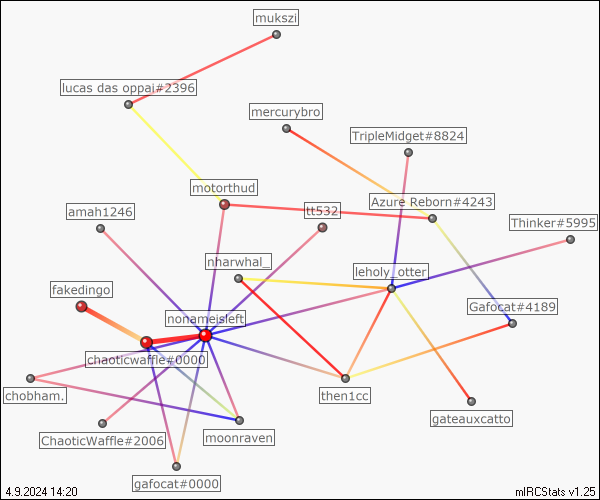 mukszi
lucas das oppai#2396
mercurybro
TripleMidget#8824
motorthud
Azure Reborn#4243
amah1246
tt532
Thinker#5995
nharwhal_
leholy_otter
fakedingo
Gafocat#4189
nonameisleft
chaoticwaffle#0000
chobham.
then1cc
gateauxcatto
ChaoticWaffle#2006
moonraven
gafocat#0000
4.9.2024 14:20
mIRCStats v1.25